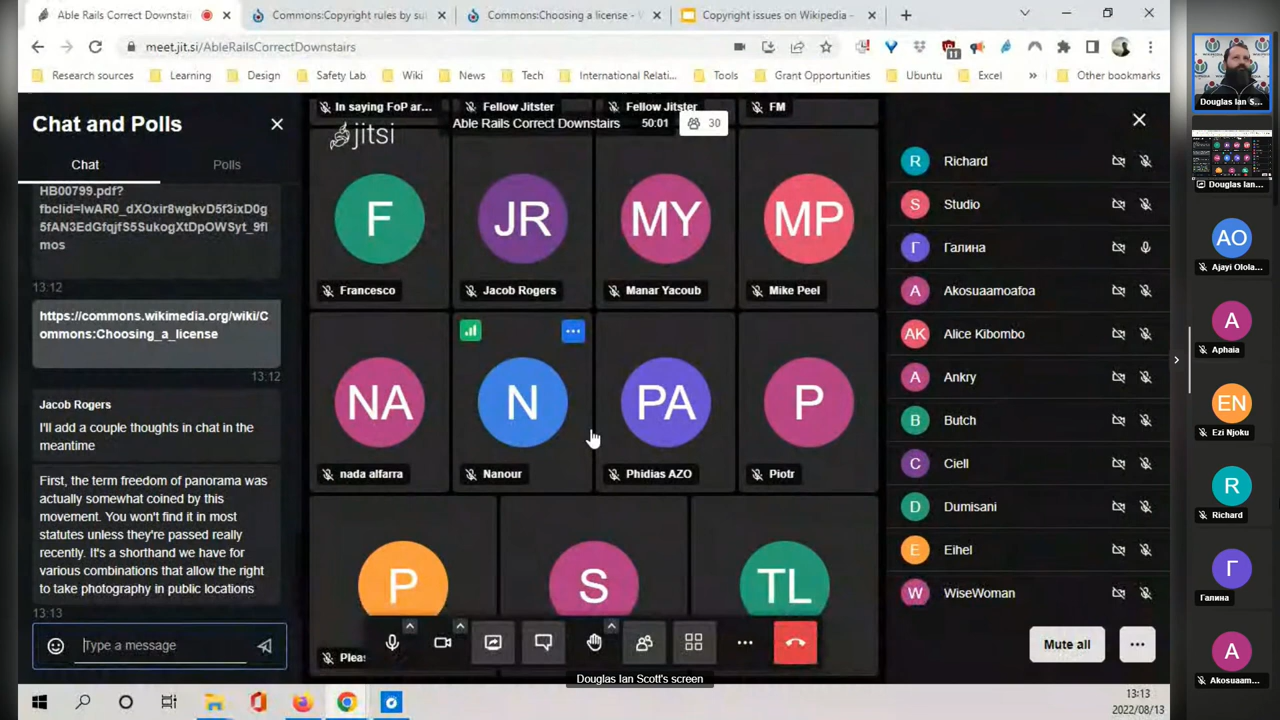 Able Rails Correct Downstair
Commons:Copyright rules by su
Commons:Choosing a license -
Copyright issues on Wikipedia -
meet.jit.si/AbleRailsCorrectDownstairs
11
Research sources
Learning
Design
Safety Lab
Wiki
News
Tech
International Relati...
Tools
Grant Opportunities
Ubuntu
Excel
»
Other bookmarks
Chat and Polls
Chat
Polls
HB00799.pdf?
13:12
https://commons.wikimedia.org/wiki/C
ommons:Choosing_a_license
13:12
Jacob Rogers
I'll add a couple thoughts in chat in the
meantime
First, the term freedom of panorama was
actually somewhat coined by this
movement. You won't find it in most
statutes unless they're passed really
recently. It's a shorthand we have for
various combinations that allow the right
to take photography in public locations
13:13
Type a message
In saying FoP ar...
Fellow Jitster
Fellow Jitster
FM
Able Rails Correct Downstairs
50:01
30
jitsi
F
Francesco
JR
Jacob Rogers
MY
Manar Yacoub
MP
Mike Peel
NA
nada alfarra
N
Nanour
PA
Phidias AZO
P
Piotr
P
Plea
S
TL
R
Richard
S
Studio
Г
Галина
A
Akosuaamoafoa
AK
Alice Kibombo
A
Ankry
B
Butch
C
Ciell
D
Dumisani
E
Eihel
W
WiseWoman
Mute all
Douglas Ian Scott's screen
13:13
2022/08/13
Douglas Ian S...
Douglas Ian...
AO
Ajayi Olola...
A
Aphaia
EN
Ezi Njoku
R
Richard
Г
Галина
A
Akosuaam...